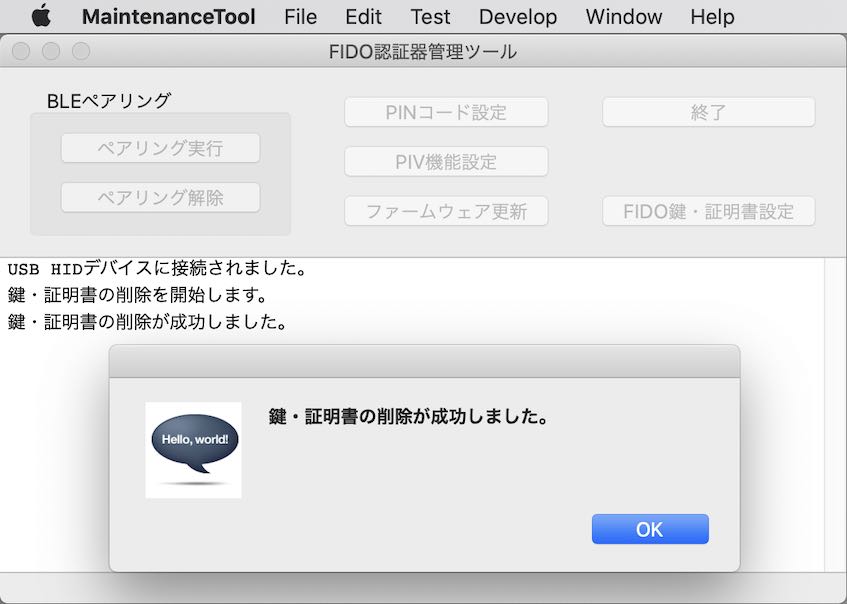 MaintenanceTool File Edit Test Develop Window Help
FIDO認証器管理ツール
BLEペアリング
ペアリング実行
ペアリング解除
PINコード設定
PIV機能設定
ファームウェア更新
終了
FIDO鍵・証明書設定
USB HIDデバイスに接続されました。
鍵・証明書の削除を開始します。
鍵・証明書の削除が成功しました。
Hello, world!
鍵・証明書の削除が成功しました。
OK